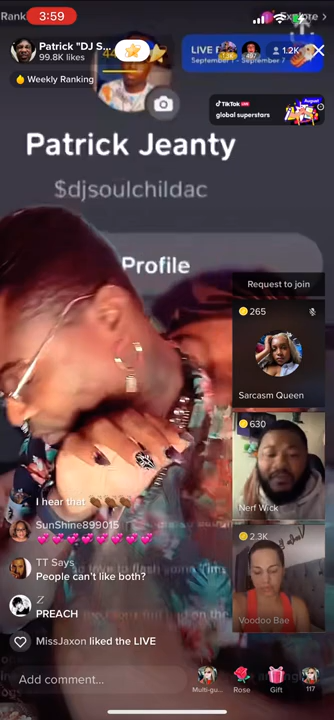 Rank
Explore >
3:59
Patrick "DJ S...
99.8K likes
LIVE F
1.2K
September
September 7
Weekly Ranking
TikTok LIVE
global superstars
August
Patrick Jeanty
$djsoulchildac
Profile
Request to join
265
Sarcasm Queen
630
Nerf Wick
2.3K
Voodoo Bae
I hear that
SunShine899015
TT Says
People can't like both?
Z
PREACH
MissJaxon liked the LIVE
Add comment...
Multi-gu...
Rose
Gift
117